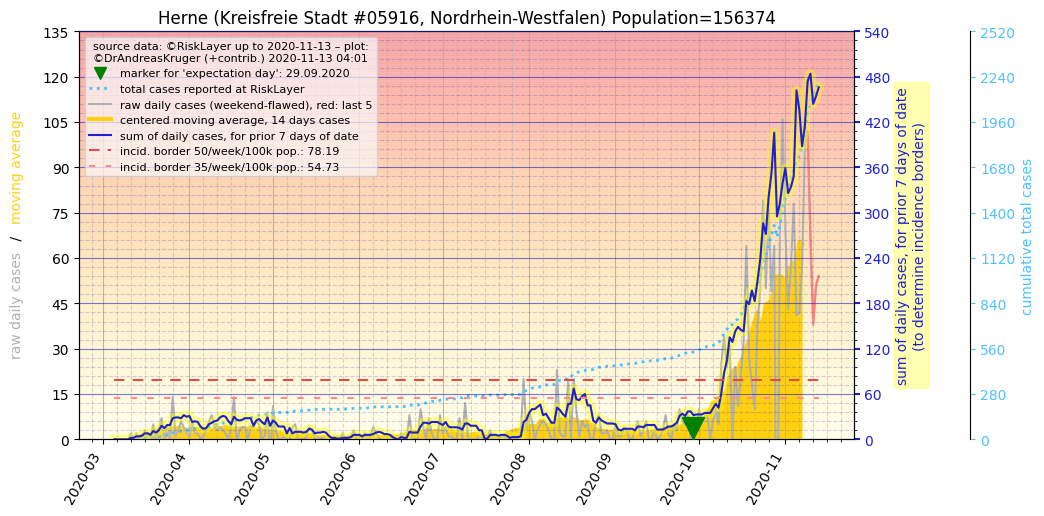 Herne (Kreisfreie Stadt #05916, Nordrhein-Westfalen) Population=156374
source data: ©RiskLayer up to 2020-11-13 – plot:
©DrAndreasKruger (+contrib.) 2020-11-13 04:01
marker for 'expectation day': 29.09.2020
total cases reported at RiskLayer
raw daily cases (weekend-flawed), red: last 5
centered moving average, 14 days cases
sum of daily cases, for prior 7 days of date
incid. border 50/week/100k pop.: 78.19
incid. border 35/week/100k pop.: 54.73
raw daily cases / moving average
135
120
105
90
75
60
45
30
15
0
540
480
420
360
300
240
180
120
60
0
sum of daily cases, for prior 7 days of date
(to determine incidence borders)
2520
2240
1960
1680
1400
1120
840
560
280
0
cumulative total cases
2020-03
2020-04
2020-05
2020-06
2020-07
2020-08
2020-09
2020-10
2020-11